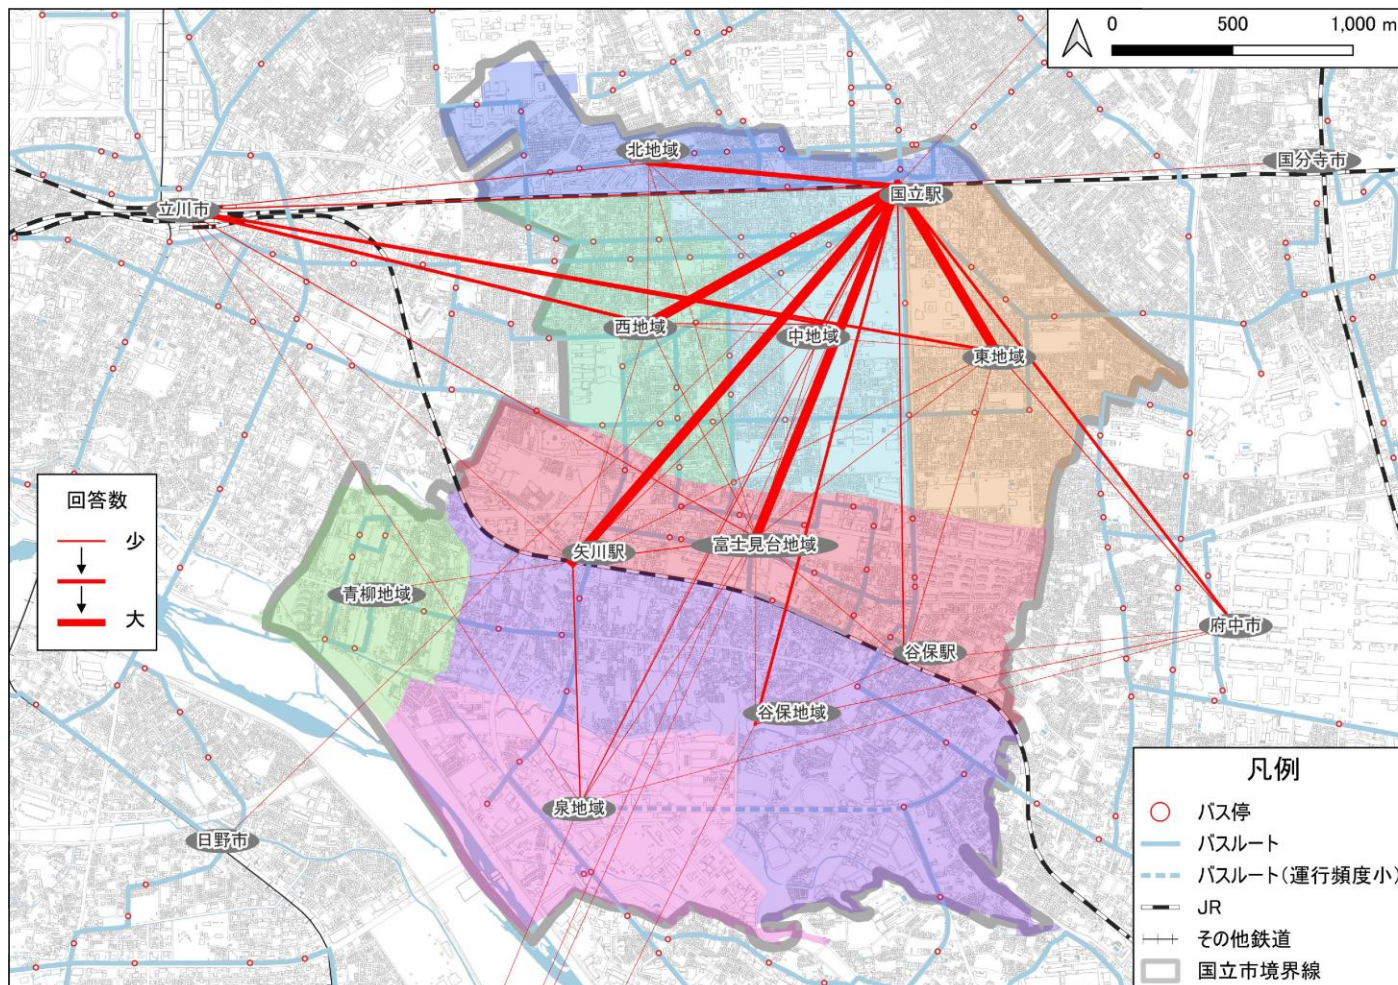 0 500 1,000 m
北地域
国分寺市
国立駅
立川市
西地域
中地域
東地域
回答数
少
大
矢川駅
富士見台地域
青柳地域
府中市
谷保駅
谷保地域
泉地域
日野市
凡例
バス停
バスルート
バスルート(運行頻度小)
JR
その他鉄道
国立市境界線